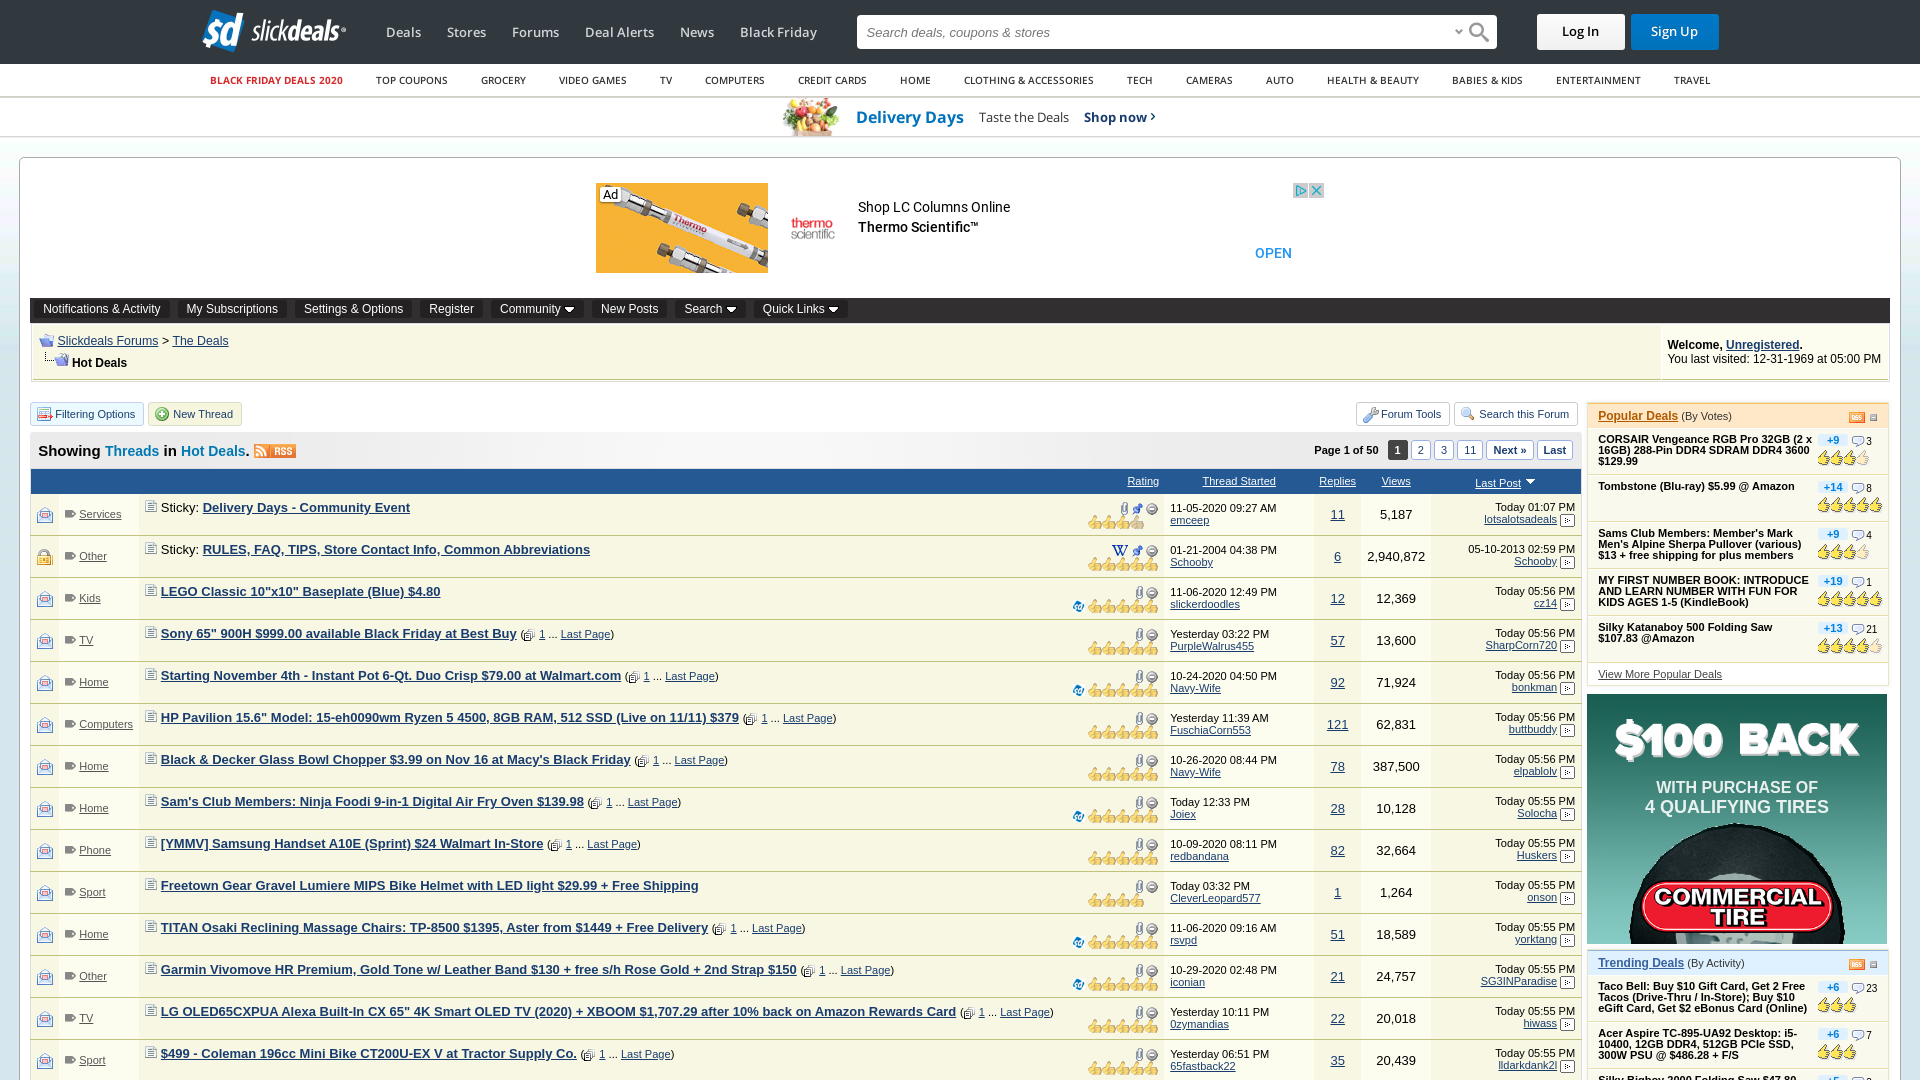 sd slickdeals
Deals Stores Forums Deal Alerts News Black Friday
Search deals, coupons & stores
Log In
Sign Up
BLACK FRIDAY DEALS 2020 TOP COUPONS GROCERY VIDEO GAMES TV COMPUTERS CREDIT CARDS HOME CLOTHING & ACCESSORIES TECH CAMERAS AUTO HEALTH & BEAUTY BABIES & KIDS ENTERTAINMENT TRAVEL
Delivery Days Taste the Deals Shop now ›
Ad
Thermo
thermo scientific
Shop LC Columns Online
Thermo Scientific™
OPEN
Notifications & Activity My Subscriptions Settings & Options Register Community New Posts Search Quick Links
Slickdeals Forums > The Deals
Hot Deals
Welcome, Unregistered.
You last visited: 12-31-1969 at 05:00 PM
Filtering Options New Thread
Forum Tools Search this Forum
Showing Threads in Hot Deals. RSS
Page 1 of 50 1 2 3 11 Next » Last
Rating Thread Started Replies Views Last Post
Services Sticky: Delivery Days - Community Event 11-05-2020 09:27 AM emceep 11 5,187 Today 01:07 PM lotsalotsadeals
Other Sticky: RULES, FAQ, TIPS, Store Contact Info, Common Abbreviations W 01-21-2004 04:38 PM Schooby 6 2,940,872 05-10-2013 02:59 PM Schooby
Kids LEGO Classic 10"x10" Baseplate (Blue) $4.80 11-06-2020 12:49 PM slickerdoodles 12 12,369 Today 05:56 PM cz14
TV Sony 65" 900H $999.00 available Black Friday at Best Buy ( 1 ... Last Page) Yesterday 03:22 PM PurpleWalrus455 57 13,600 Today 05:56 PM SharpCorn720
Home Starting November 4th - Instant Pot 6-Qt. Duo Crisp $79.00 at Walmart.com ( 1 ... Last Page) 10-24-2020 04:50 PM Navy-Wife 92 71,924 Today 05:56 PM bonkman
Computers HP Pavilion 15.6" Model: 15-eh0090wm Ryzen 5 4500, 8GB RAM, 512 SSD (Live on 11/11) $379 ( 1 ... Last Page) Yesterday 11:39 AM FuschiaCorn553 121 62,831 Today 05:56 PM buttbuddy
Home Black & Decker Glass Bowl Chopper $3.99 on Nov 16 at Macy's Black Friday ( 1 ... Last Page) 10-26-2020 08:44 PM Navy-Wife 78 387,500 Today 05:56 PM elpablolv
Home Sam's Club Members: Ninja Foodi 9-in-1 Digital Air Fry Oven $139.98 ( 1 ... Last Page) Today 12:33 PM Joiex 28 10,128 Today 05:55 PM Solocha
Phone [YMMV] Samsung Handset A10E (Sprint) $24 Walmart In-Store ( 1 ... Last Page) 10-09-2020 08:11 PM redbandana 82 32,664 Today 05:55 PM Huskers
Sport Freetown Gear Gravel Lumiere MIPS Bike Helmet with LED light $29.99 + Free Shipping Today 03:32 PM CleverLeopard577 1 1,264 Today 05:55 PM onson
Home TITAN Osaki Reclining Massage Chairs: TP-8500 $1395, Aster from $1449 + Free Delivery ( 1 ... Last Page) 11-06-2020 09:16 AM rsvpd 51 18,589 Today 05:55 PM yorktang
Other Garmin Vivomove HR Premium, Gold Tone w/ Leather Band $130 + free s/h Rose Gold + 2nd Strap $150 ( 1 ... Last Page) 10-29-2020 02:48 PM iconian 21 24,757 Today 05:55 PM SG3INParadise
TV LG OLED65CXPUA Alexa Built-In CX 65" 4K Smart OLED TV (2020) + XBOOM $1,707.29 after 10% back on Amazon Rewards Card ( 1 ... Last Page) Yesterday 10:11 PM 0zymandias 22 20,018 Today 05:55 PM hiwass
Sport $499 - Coleman 196cc Mini Bike CT200U-EX V at Tractor Supply Co. ( 1 ... Last Page) Yesterday 06:51 PM 65fastback22 35 20,439 Today 05:55 PM lldarkdank2l
Popular Deals (By Votes) RSS
CORSAIR Vengeance RGB Pro 32GB (2 x +9 3
16GB) 288-Pin DDR4 SDRAM DDR4 3600
$129.99
Tombstone (Blu-ray) $5.99 @ Amazon +14 8
Sams Club Members: Member's Mark +9 4
Men's Alpine Sherpa Pullover (various)
$13 + free shipping for plus members
MY FIRST NUMBER BOOK: INTRODUCE +19 1
AND LEARN NUMBER WITH FUN FOR
KIDS AGES 1-5 (KindleBook)
Silky Katanaboy 500 Folding Saw +13 21
$107.83 @Amazon
View More Popular Deals
$100 BACK
WITH PURCHASE OF
4 QUALIFYING TIRES
COMMERCIAL
TIRE
Trending Deals (By Activity) RSS
Taco Bell: Buy $10 Gift Card, Get 2 Free +6 23
Tacos (Drive-Thru / In-Store); Buy $10
eGift Card, Get $2 eBonus Card (Online)
Acer Aspire TC-895-UA92 Desktop: i5- +6 7
10400, 12GB DDR4, 512GB PCIe SSD,
300W PSU @ $486.28 + F/S
Silky Bigboy 2000 Folding Saw $47.80 +5